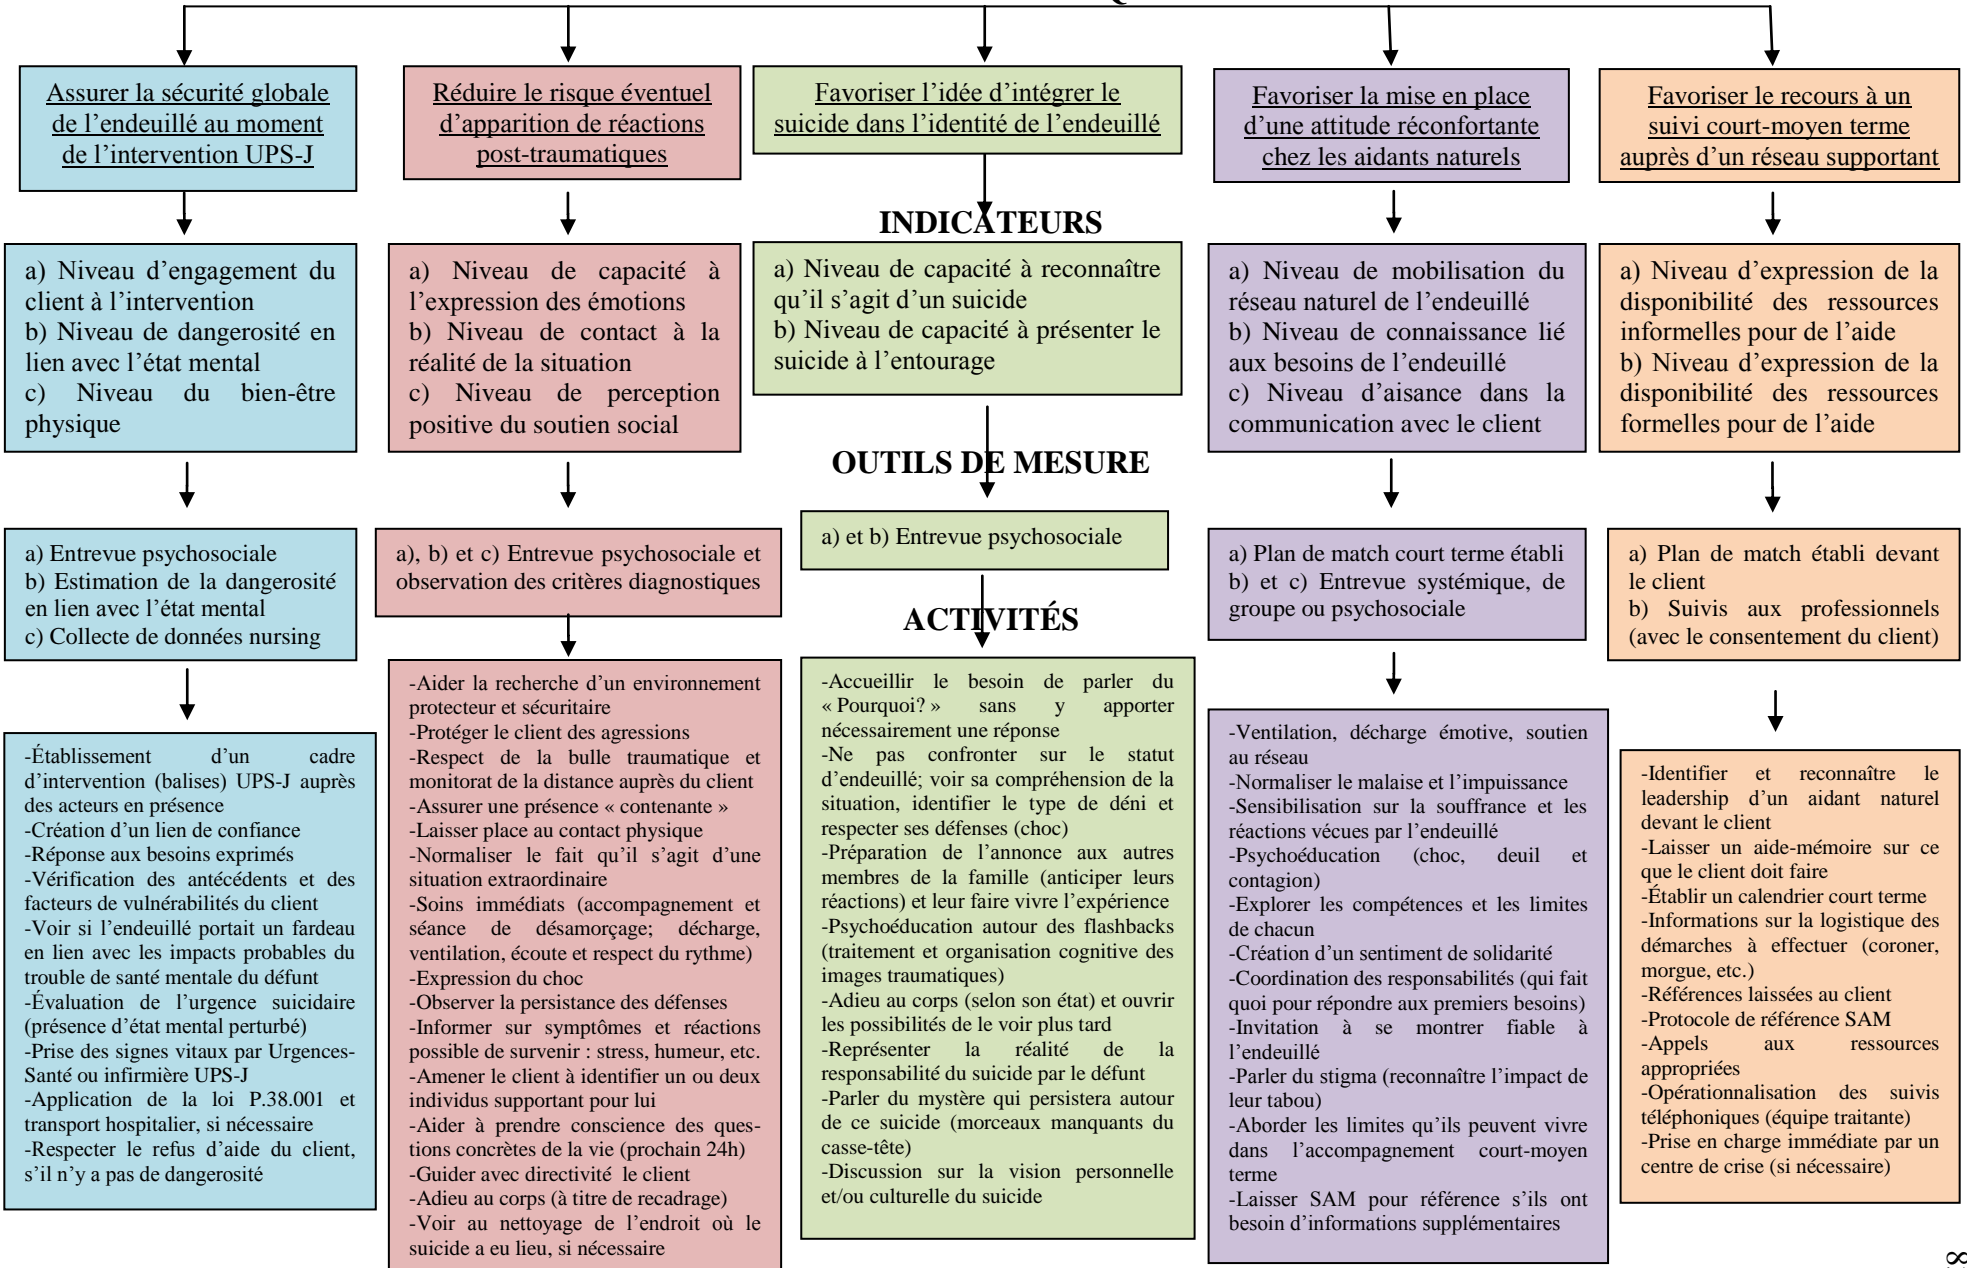 Assurer la sécurité globale
de l'endeuillé au moment
de l'intervention UPS-J
Réduire le risque éventuel
d'apparition de réactions
post-traumatiques
Favoriser l'idée d'intégrer le
suicide dans l'identité de l'endeuillé
Favoriser la mise en place
d'une attitude réconfortante
chez les aidants naturels
Favoriser le recours à un
suivi court-moyen terme
auprès d'un réseau supportant
INDICATEURS
a) Niveau d'engagement du
client à l'intervention
b) Niveau de dangerosité en
lien avec l'état mental
c) Niveau du bien-être
physique
a) Niveau de capacité à
l'expression des émotions
b) Niveau de contact à la
réalité de la situation
c) Niveau de perception
positive du soutien social
a) Niveau de capacité à reconnaître
qu'il s'agit d'un suicide
b) Niveau de capacité à présenter le
suicide à l'entourage
a) Niveau de mobilisation du
réseau naturel de l'endeuillé
b) Niveau de connaissance lié
aux besoins de l'endeuillé
c) Niveau d'aisance dans la
communication avec le client
a) Niveau d'expression de la
disponibilité des ressources
informelles pour de l'aide
b) Niveau d'expression de la
disponibilité des ressources
formelles pour de l'aide
OUTILS DE MESURE
a) Entrevue psychosociale
b) Estimation de la dangerosité
en lien avec l'état mental
c) Collecte de données nursing
a), b) et c) Entrevue psychosociale et
observation des critères diagnostiques
a) et b) Entrevue psychosociale
a) Plan de match court terme établi
b) et c) Entrevue systémique, de
groupe ou psychosociale
a) Plan de match établi devant
le client
b) Suivis aux professionnels
(avec le consentement du client)
ACTIVITÉS
-Établissement d'un cadre
d'intervention (balises) UPS-J auprès
des acteurs en présence
-Création d'un lien de confiance
-Réponse aux besoins exprimés
-Vérification des antécédents et des
facteurs de vulnérabilités du client
-Voir si l'endeuillé portait un fardeau
en lien avec les impacts probables du
trouble de santé mentale du défunt
-Évaluation de l'urgence suicidaire
(présence d'état mental perturbé)
-Prise des signes vitaux par Urgences-
Santé ou infirmière UPS-J
-Application de la loi P.38.001 et
transport hospitalier, si nécessaire
-Respecter le refus d'aide du client,
s'il n'y a pas de dangerosité
-Aider la recherche d'un environnement
protecteur et sécuritaire
-Protéger le client des agressions
-Respect de la bulle traumatique et
monitorat de la distance auprès du client
-Assurer une présence « contenante »
-Laisser place au contact physique
-Normaliser le fait qu'il s'agit d'une
situation extraordinaire
-Soins immédiats (accompagnement et
séance de désamorçage; décharge,
ventilation, écoute et respect du rythme)
-Expression du choc
-Observer la persistance des défenses
-Informer sur symptômes et réactions
possible de survenir : stress, humeur, etc.
-Amener le client à identifier un ou deux
individus supportant pour lui
-Aider à prendre conscience des ques-
tions concrètes de la vie (prochain 24h)
-Guider avec directivité le client
-Adieu au corps (à titre de recadrage)
-Voir au nettoyage de l'endroit où le
suicide a eu lieu, si nécessaire
-Accueillir le besoin de parler du
« Pourquoi? » sans y apporter
nécessairement une réponse
-Ne pas confronter sur le statut
d'endeuillé; voir sa compréhension de la
situation, identifier le type de déni et
respecter ses défenses (choc)
-Préparation de l'annonce aux autres
membres de la famille (anticiper leurs
réactions) et leur faire vivre l'expérience
-Psychoéducation autour des flashbacks
(traitement et organisation cognitive des
images traumatiques)
-Adieu au corps (selon son état) et ouvrir
les possibilités de le voir plus tard
-Représenter la réalité de la
responsabilité du suicide par le défunt
-Parler du mystère qui persistera autour
de ce suicide (morceaux manquants du
casse-tête)
-Discussion sur la vision personnelle
et/ou culturelle du suicide
-Ventilation, décharge émotive, soutien
au réseau
-Normaliser le malaise et l'impuissance
-Sensibilisation sur la souffrance et les
réactions vécues par l'endeuillé
-Psychoéducation (choc, deuil et
contagion)
-Explorer les compétences et les limites
de chacun
-Création d'un sentiment de solidarité
-Coordination des responsabilités (qui fait
quoi pour répondre aux premiers besoins)
-Invitation à se montrer fiable à
l'endeuillé
-Parler du stigma (reconnaître l'impact de
leur tabou)
-Aborder les limites qu'ils peuvent vivre
dans l'accompagnement court-moyen
terme
-Laisser SAM pour référence s'ils ont
besoin d'informations supplémentaires
-Identifier et reconnaître le
leadership d'un aidant naturel
devant le client
-Laisser un aide-mémoire sur ce
que le client doit faire
-Établir un calendrier court terme
-Informations sur la logistique des
démarches à effectuer (coroner,
morgue, etc.)
-Références laissées au client
-Protocole de référence SAM
-Appels aux ressources
appropriées
-Opérationnalisation des suivis
téléphoniques (équipe traitante)
-Prise en charge immédiate par un
centre de crise (si nécessaire)